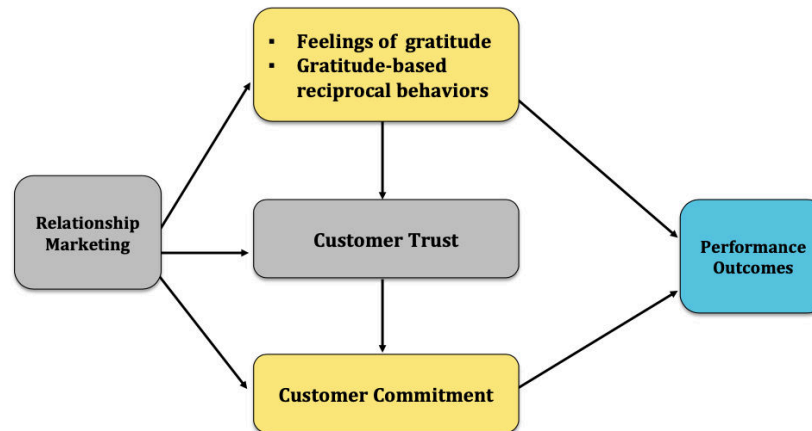 ▪ Feelings of gratitude
▪ Gratitude-based
reciprocal behaviors
Relationship
Marketing
Customer Trust
Performance
Outcomes
Customer Commitment